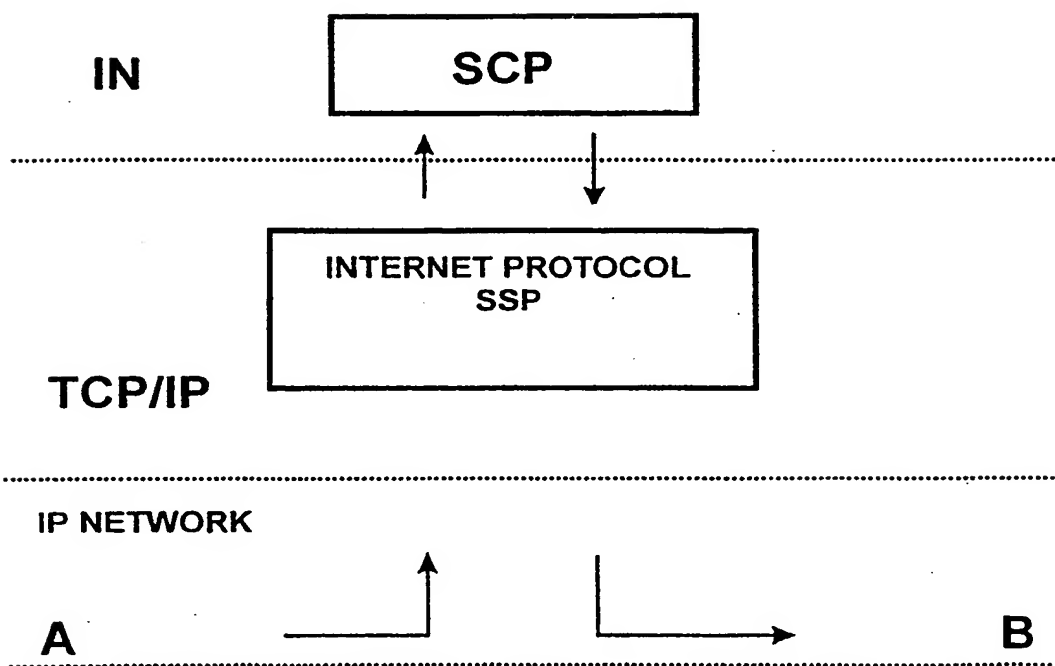 IN
SCP
INTERNET PROTOCOL
SSP
TCP/IP
IP NETWORK
A
B